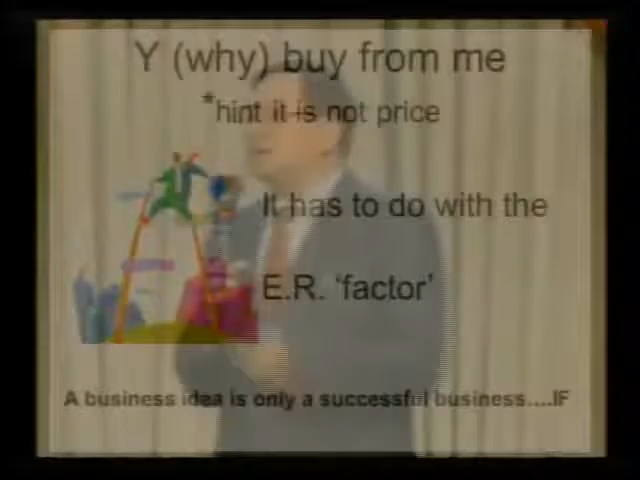 Y (why) buy from me
*hint it is not price
It has to do with the
E.R. ‘factor’
A business idea is only a successful business....IF